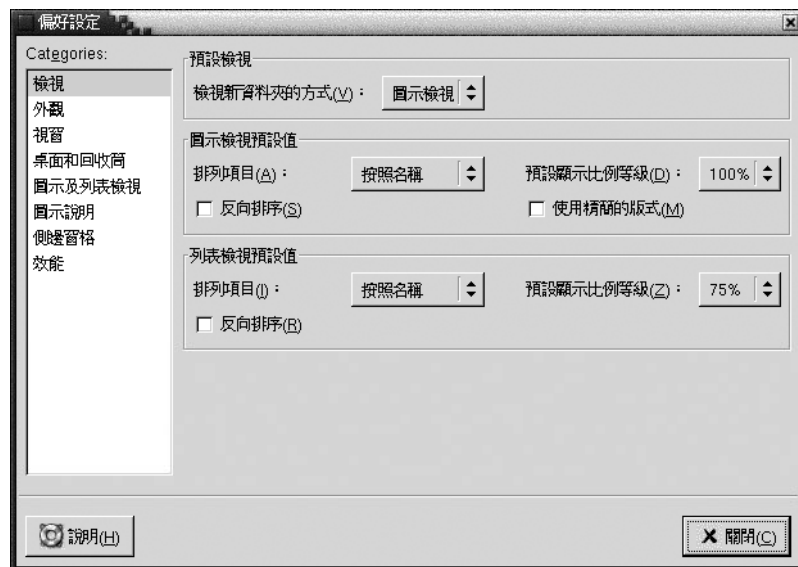 偏好設定
Categories:
檢視
外觀
視窗
桌面和回收筒
圖示及列表檢視
圖示說明
側邊窗格
效能
預設檢視
檢視新資料夾的方式(V)： 圖示檢視
圖示檢視預設值
排列項目(A)： 按照名稱 預設顯示比例等級(D)： 100%
反向排序(S) 使用精簡的版式(M)
列表檢視預設值
排列項目(I)： 按照名稱 預設顯示比例等級(Z)： 75%
反向排序(R)
說明(H) 關閉(C)